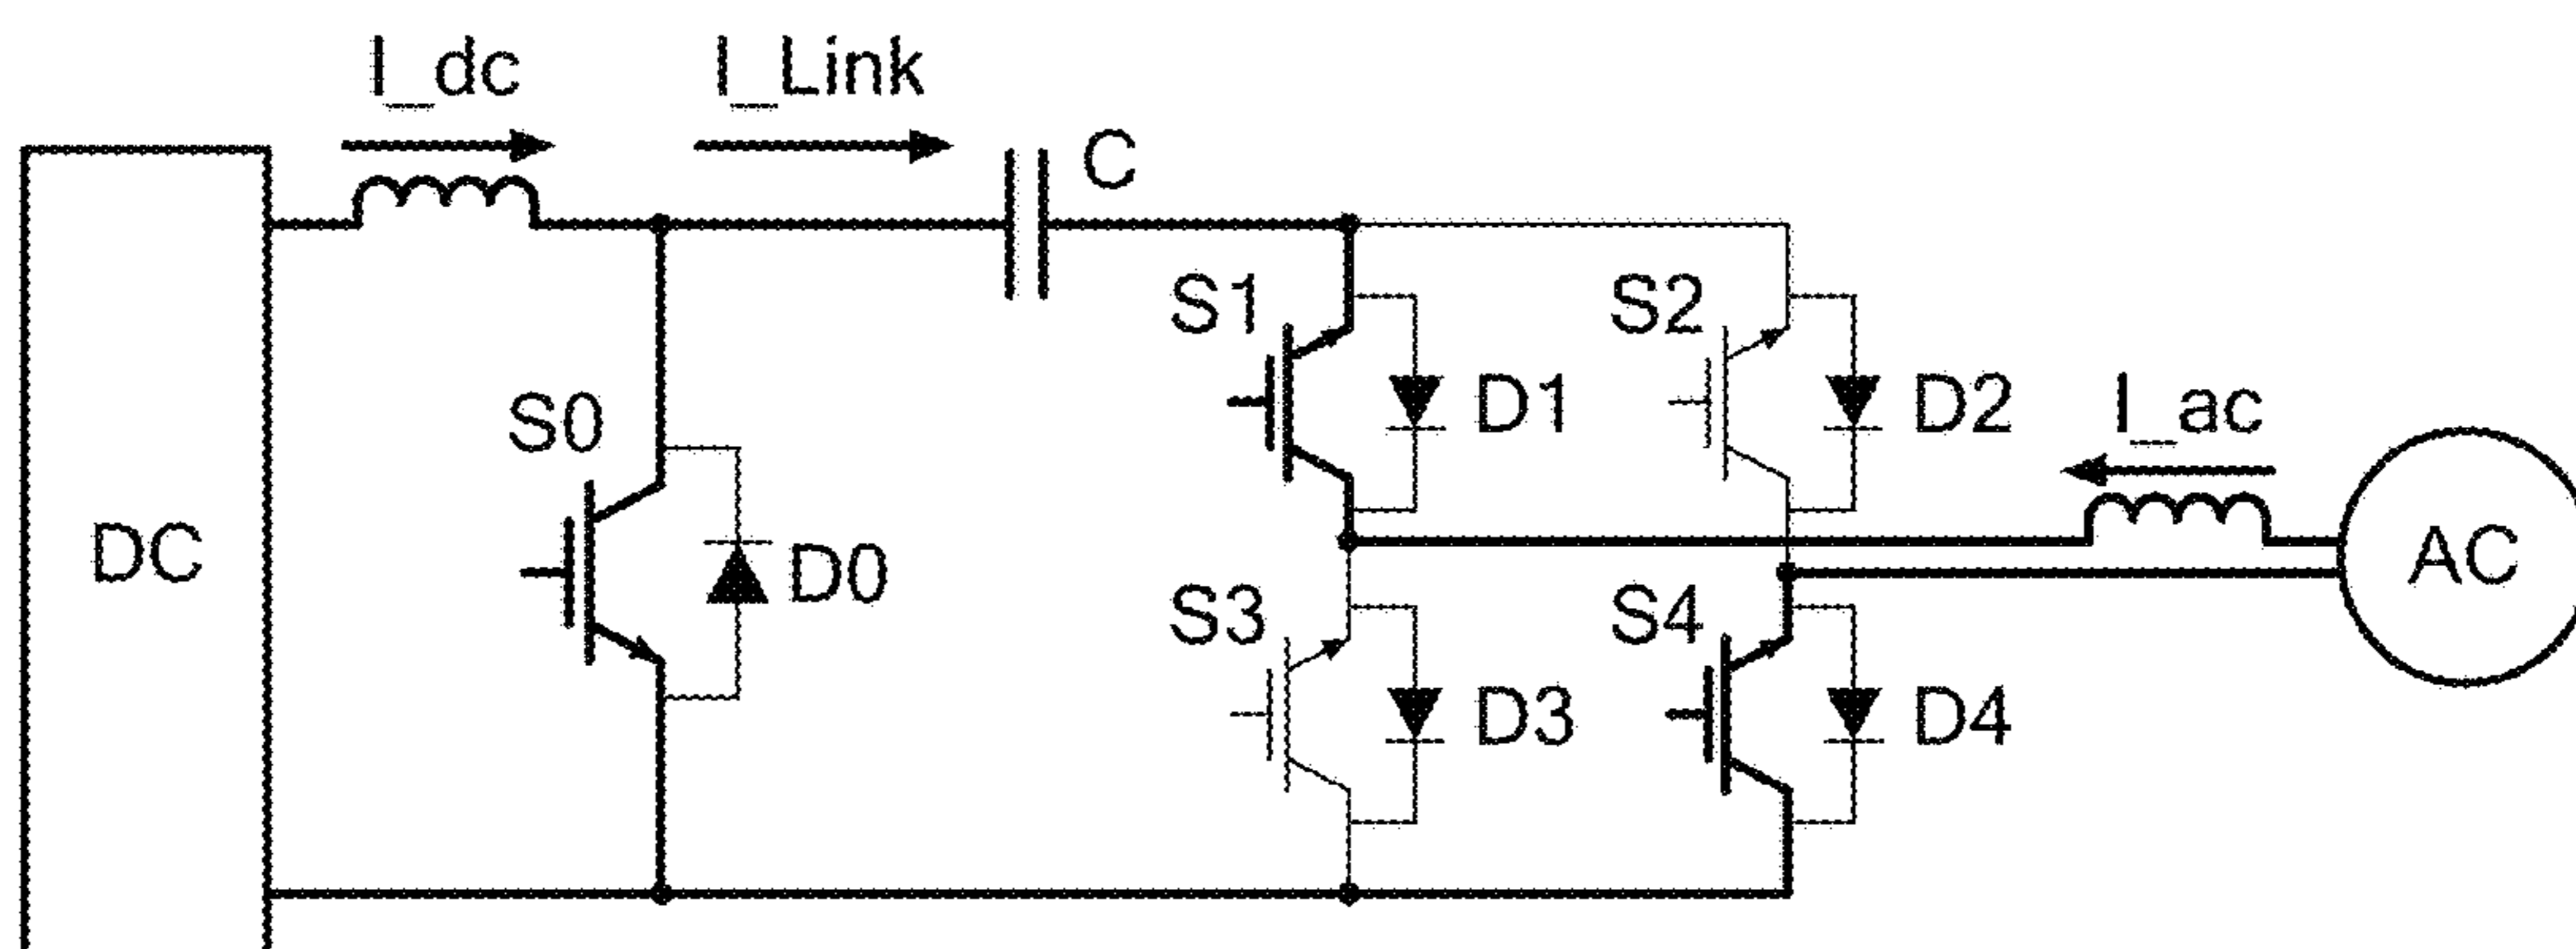 I_dc I_Link
C
S1 S2
D1 D2 I_ac
S0
DC D0 AC
S3 S4
D3 D4